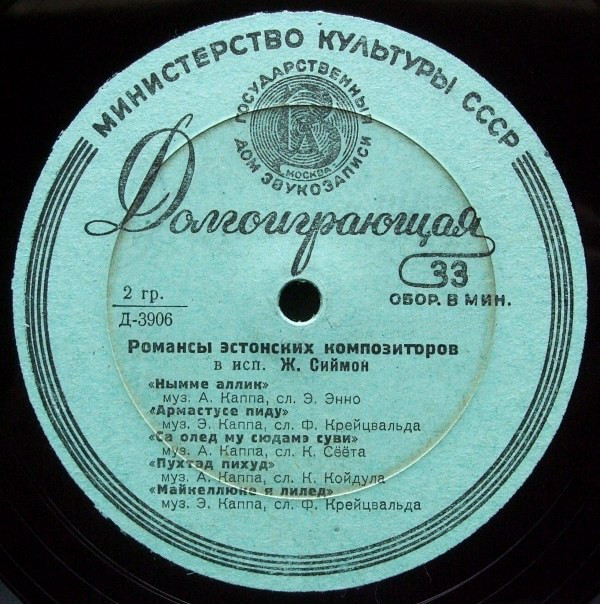 МИНИСТЕРСТВО КУЛЬТУРЫ СССР
ГОСУДАРСТВЕННЫЙ
ДОМ ЗВУКОЗАПИСИ
МОСКВА
Долгоиграющая
33
ОБОР. В МИН.
2 гр.
Д-3906
Романсы эстонских композиторов
в исп. Ж. Сиймон
«Нымме аллик»
муз. А. Каппа, сл. Э. Энно
«Армастусе пиду»
муз. Э. Каппа, сл. Ф. Крейцвальда
«Са олед му сюдамэ суви»
муз. А. Каппа, сл. К. Сёёта
«Пухтад пихуд»
муз. А. Каппа, сл. К. Койдула
«Майкеллюке я лилед»
муз. Э. Каппа, сл. Ф. Крейцвальда